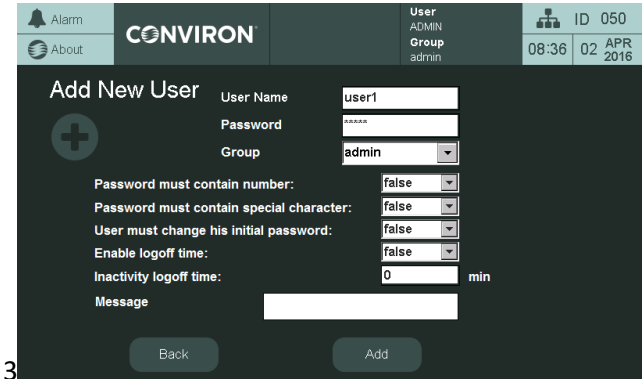 Alarm
About
CONVIRON
User
ADMIN
Group
admin
ID 050
08:36 02 APR 2016
Add New User
User Name user1
Password *****
Group admin
Password must contain number: false
Password must contain special character: false
User must change his initial password: false
Enable logoff time: false
Inactivity logoff time: 0 min
Message
Back Add
3